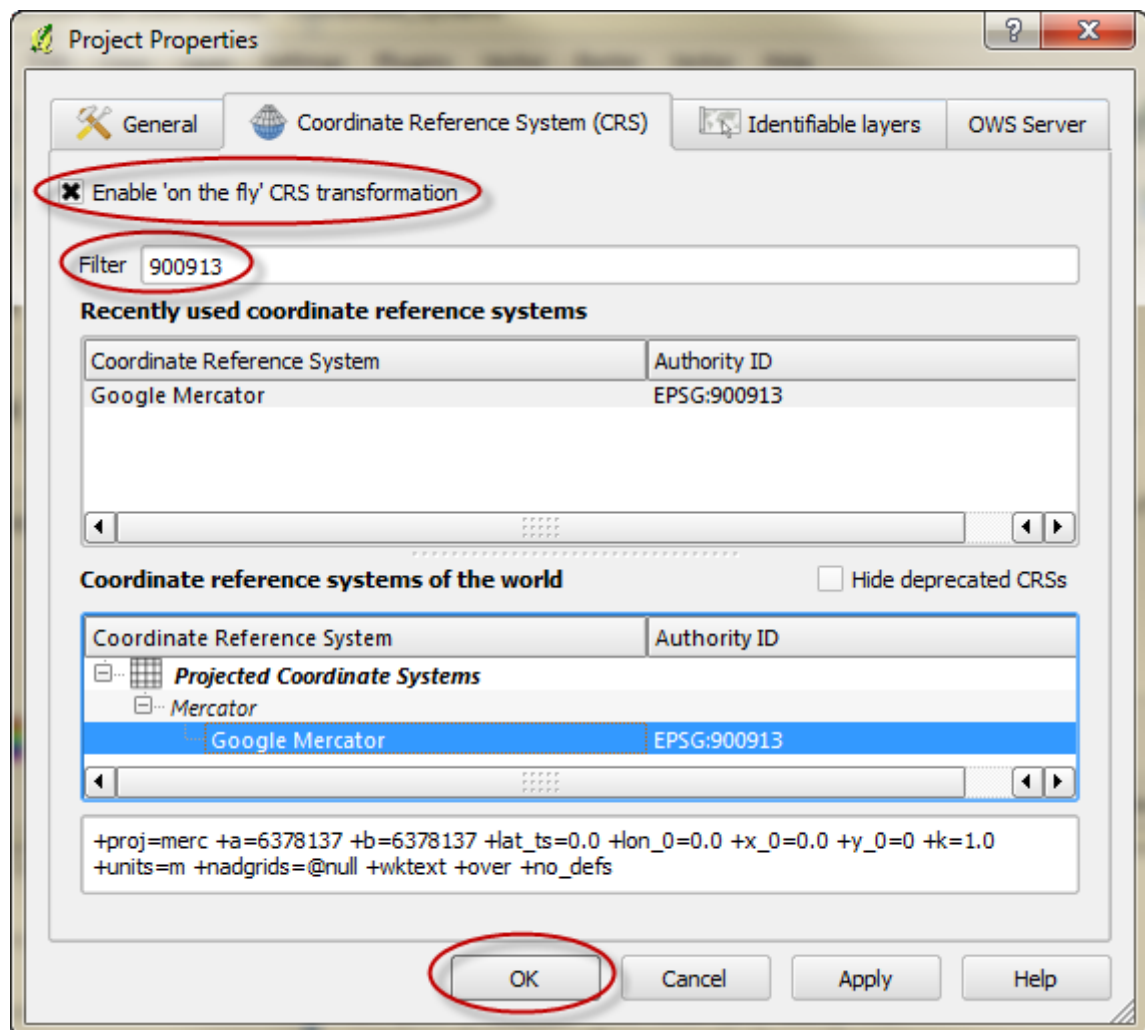 Project Properties
General
Coordinate Reference System (CRS)
Identifiable layers
OWS Server
Enable 'on the fly' CRS transformation
Filter 900913
Recently used coordinate reference systems
Coordinate Reference System Authority ID
Google Mercator EPSG:900913
Coordinate reference systems of the world Hide deprecated CRSs
Coordinate Reference System Authority ID
Projected Coordinate Systems
Mercator
Google Mercator EPSG:900913
+proj=merc +a=6378137 +b=6378137 +lat_ts=0.0 +lon_0=0.0 +x_0=0.0 +y_0=0 +k=1.0
+units=m +nadgrids=@null +wktext +over +no_defs
OK Cancel Apply Help